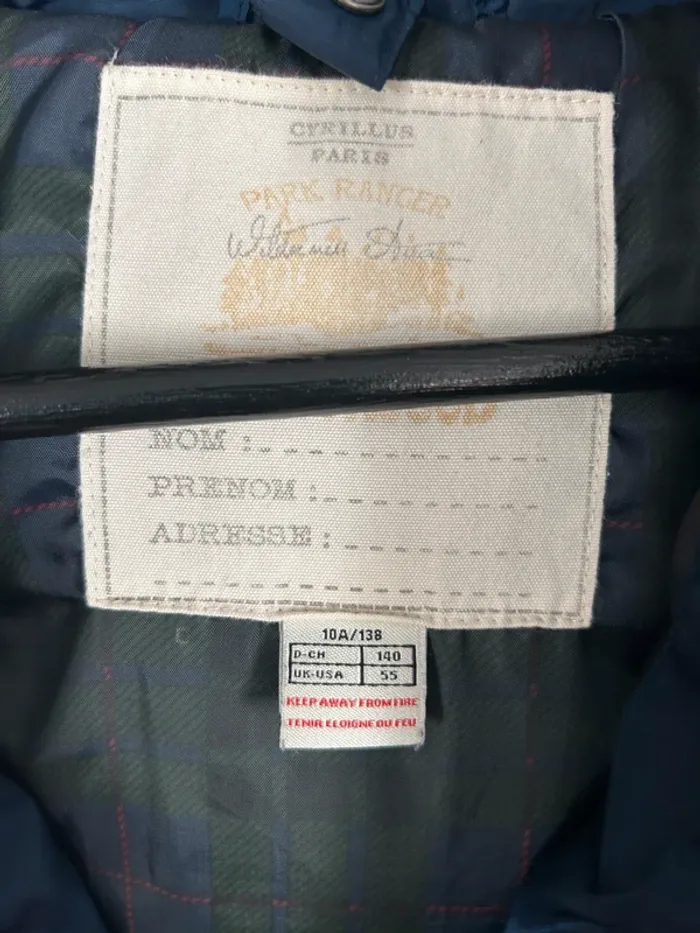 CYRILLUS
PARIS
PARK RANGER
NOM :
PRENOM :
ADRESSE :
10A/138
D-CH 140
UK-USA 55
KEEP AWAY FROM FIRE
TENIR ELOIGNE DU FEU